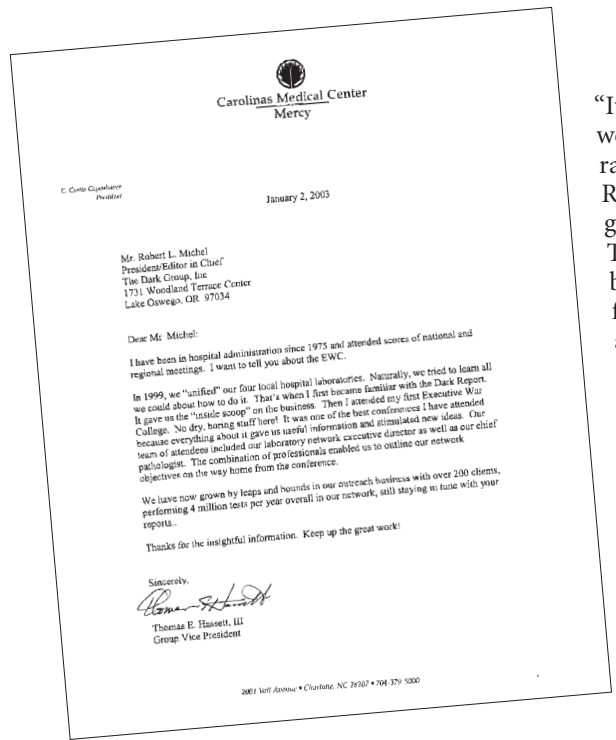 Carolinas Medical Center
Mercy
C. Curtis Copenhaver
President
January 2, 2003
Mr. Robert L. Michel
President/Editor in Chief
The Dark Group, Inc
1731 Woodland Terrace Center
Lake Oswego, OR 97034
Dear Mr Michel:
I have been in hospital administration since 1975 and attended scores of national and
regional meetings. I want to tell you about the EWC.
In 1999, we "unified" our four local hospital laboratories. Naturally, we tried to learn all
we could about how to do it. That's when I first became familiar with the Dark Report.
It gave us the "inside scoop" on the business. Then I attended my first Executive War
College. No dry, boring stuff here! It was one of the best conferences I have attended
because everything about it gave us useful information and stimulated new ideas. Our
team of attendees included our laboratory network executive director as well as our chief
pathologist. The combination of professionals enabled us to outline our network
objectives on the way home from the conference.
We have now grown by leaps and bounds in our outreach business with over 200 clients,
performing 4 million tests per year overall in our network, still staying in tune with your
reports..
Thanks for the insightful information. Keep up the great work!
Sincerely,
Thomas E. Hassett, III
Group Vice President
2001 Vail Avenue • Charlotte, NC 28207 • 704-379-5000